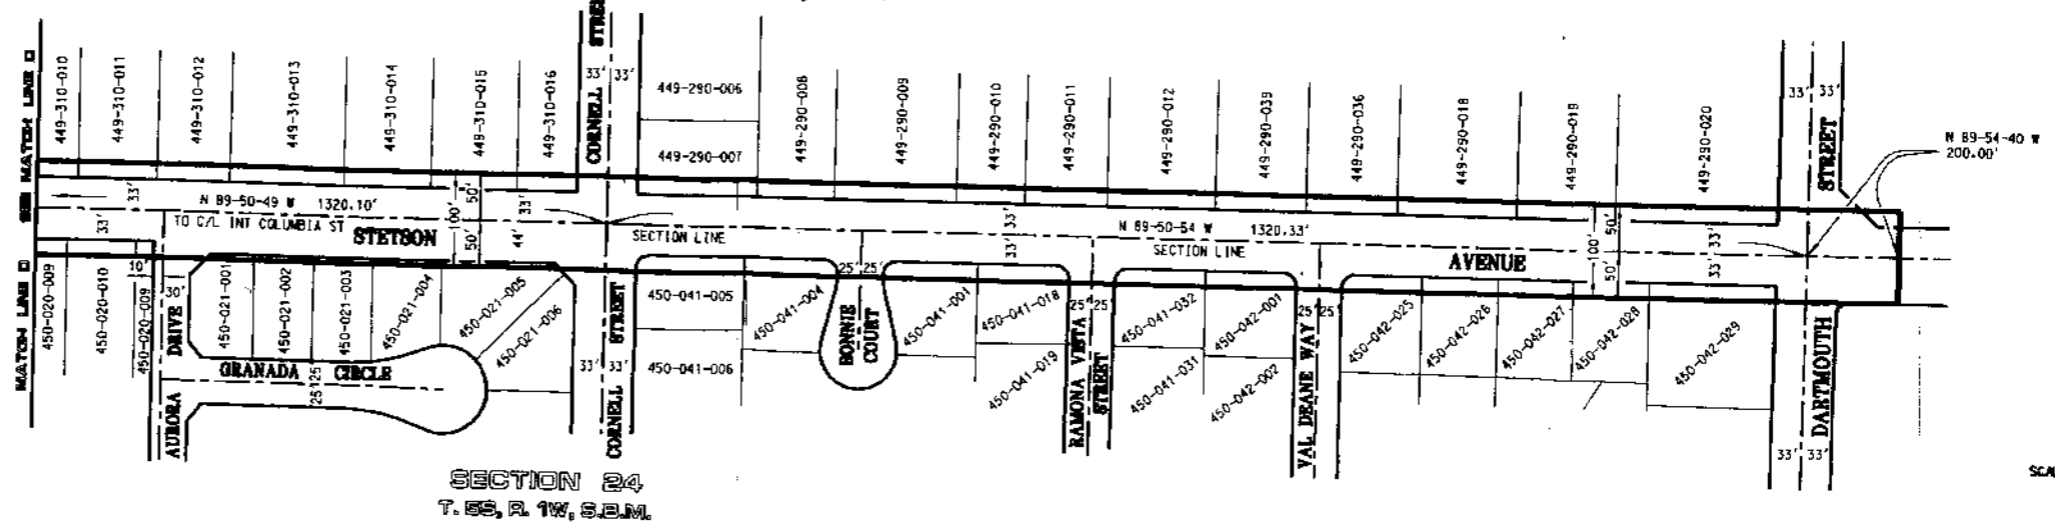 SEE MATCH LINE D
449-310-010
449-310-011
449-310-012
449-310-013
449-310-014
449-310-015
449-310-016
CORNELL STREE
33' 33'
449-290-006
449-290-007
449-290-008
449-290-009
449-290-010
449-290-011
449-290-012
449-290-039
449-290-036
449-290-018
449-290-019
449-290-020
33' 33'
STREET
N 89-54-40 W
200.00'
33'
N 89-50-49 W 1320.10'
TO C/L INT COLUMBIA ST
STETSON
33'
100'
50'
50'
33'
44'
SECTION LINE
33'
33'
N 89-50-54 W 1320.33'
SECTION LINE
AVENUE
100'
50'
50'
33'
33'
MATCH LINE D
450-020-009
450-020-010
10'
450-020-009
30'
AURORA DRIVE
450-021-001
450-021-002
450-021-003
450-021-004
450-021-005
450-021-006
GRANADA CIRCLE
25'
25'
33' 33'
CORNELL STREET
450-041-005
450-041-006
450-041-004
25' 25'
BONNIE
COURT
450-041-001
450-041-018
450-041-019
25' 25'
RAMONA VISTA
STREET
450-041-032
450-041-031
450-042-001
450-042-002
25' 25'
VAL DEANE WAY
450-042-025
450-042-026
450-042-027
450-042-028
450-042-029
DARTMOUTH
33' 33'
SECTION 24
T. 5S, R. 1W, S.B.M.
SCA